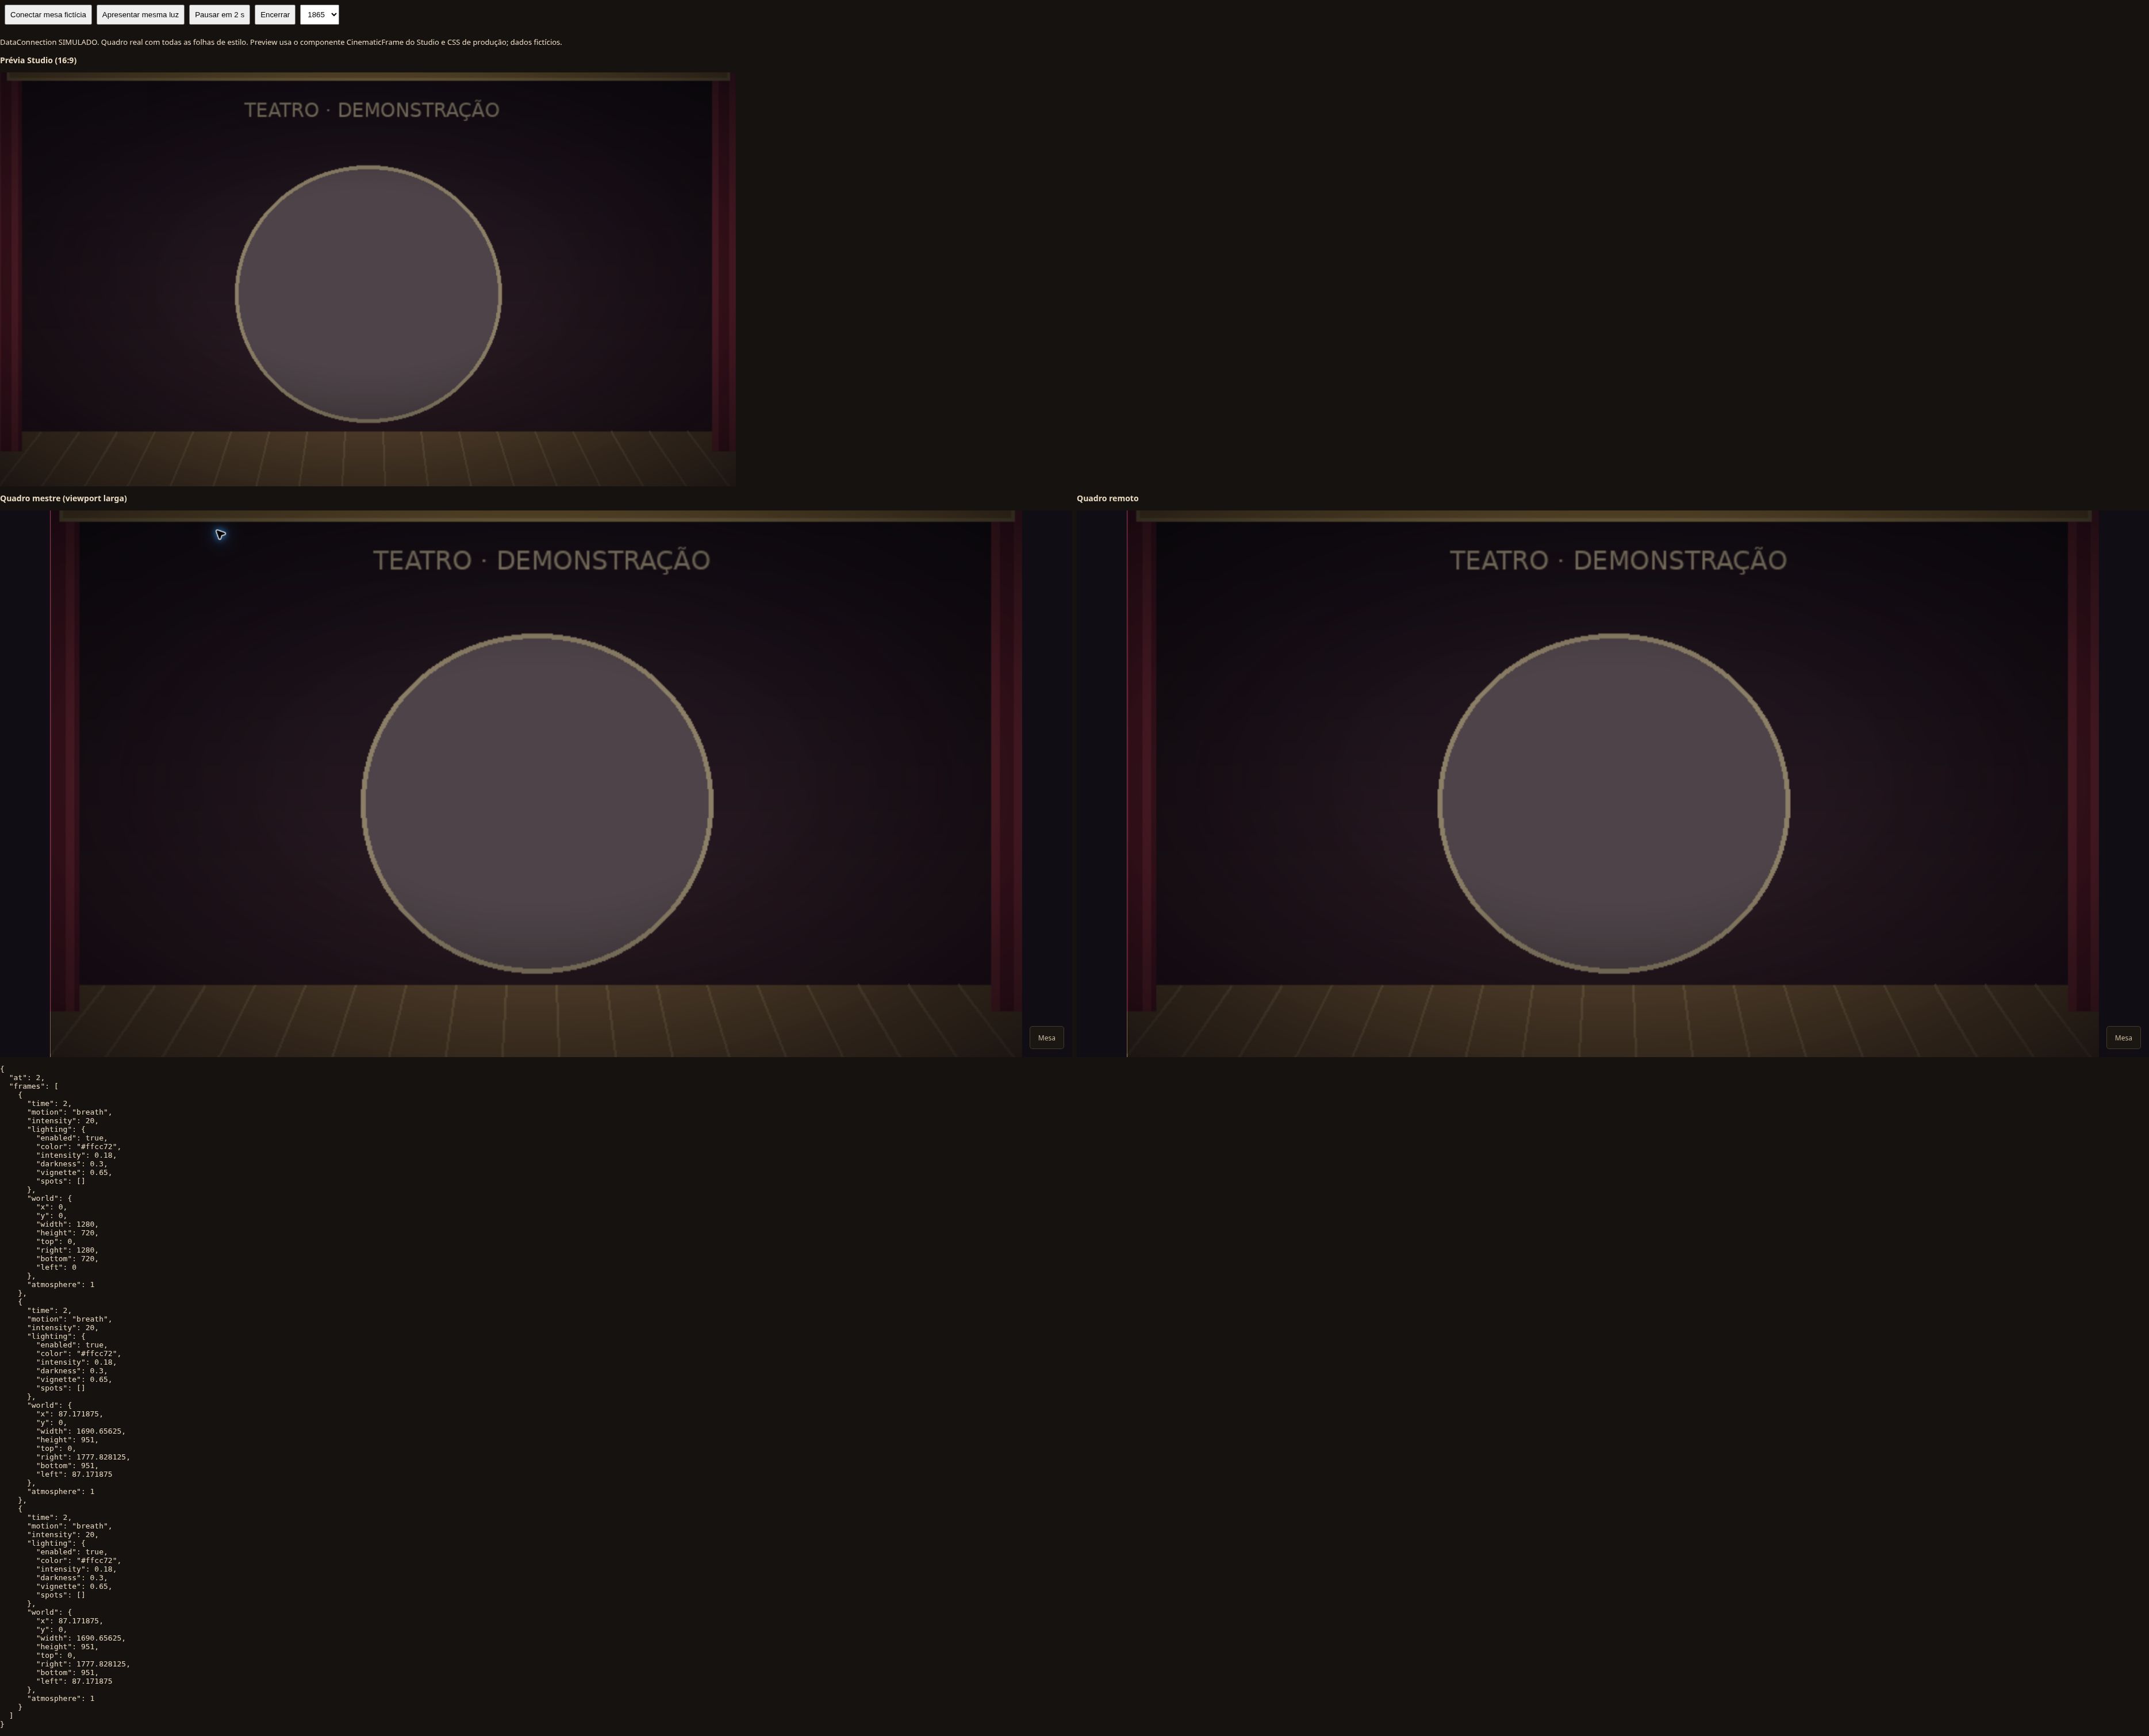 Conectar mesa fictícia Apresentar mesma luz Pausar em 2 s Encerrar 1865
DataConnection SIMULADO. Quadro real com todas as folhas de estilo. Preview usa o componente CinematicFrame do Studio e CSS de produção; dados fictícios.
Prévia Studio (16:9)
TEATRO · DEMONSTRAÇÃO
Quadro mestre (viewport larga)
Quadro remoto
TEATRO · DEMONSTRAÇÃO
TEATRO · DEMONSTRAÇÃO
Mesa
Mesa
{
"at": 2,
"frames": [
{
"time": 2,
"motion": "breath",
"intensity": 20,
"lighting": {
"enabled": true,
"color": "#ffcc72",
"intensity": 0.18,
"darkness": 0.3,
"vignette": 0.65,
"spots": []
},
"world": {
"x": 0,
"y": 0,
"width": 1280,
"height": 720,
"top": 0,
"right": 1280,
"bottom": 720,
"left": 0
},
"atmosphere": 1
},
{
"time": 2,
"motion": "breath",
"intensity": 20,
"lighting": {
"enabled": true,
"color": "#ffcc72",
"intensity": 0.18,
"darkness": 0.3,
"vignette": 0.65,
"spots": []
},
"world": {
"x": 87.171875,
"y": 0,
"width": 1690.65625,
"height": 951,
"top": 0,
"right": 1777.828125,
"bottom": 951,
"left": 87.171875
},
"atmosphere": 1
},
{
"time": 2,
"motion": "breath",
"intensity": 20,
"lighting": {
"enabled": true,
"color": "#ffcc72",
"intensity": 0.18,
"darkness": 0.3,
"vignette": 0.65,
"spots": []
},
"world": {
"x": 87.171875,
"y": 0,
"width": 1690.65625,
"height": 951,
"top": 0,
"right": 1777.828125,
"bottom": 951,
"left": 87.171875
},
"atmosphere": 1
}
]
}